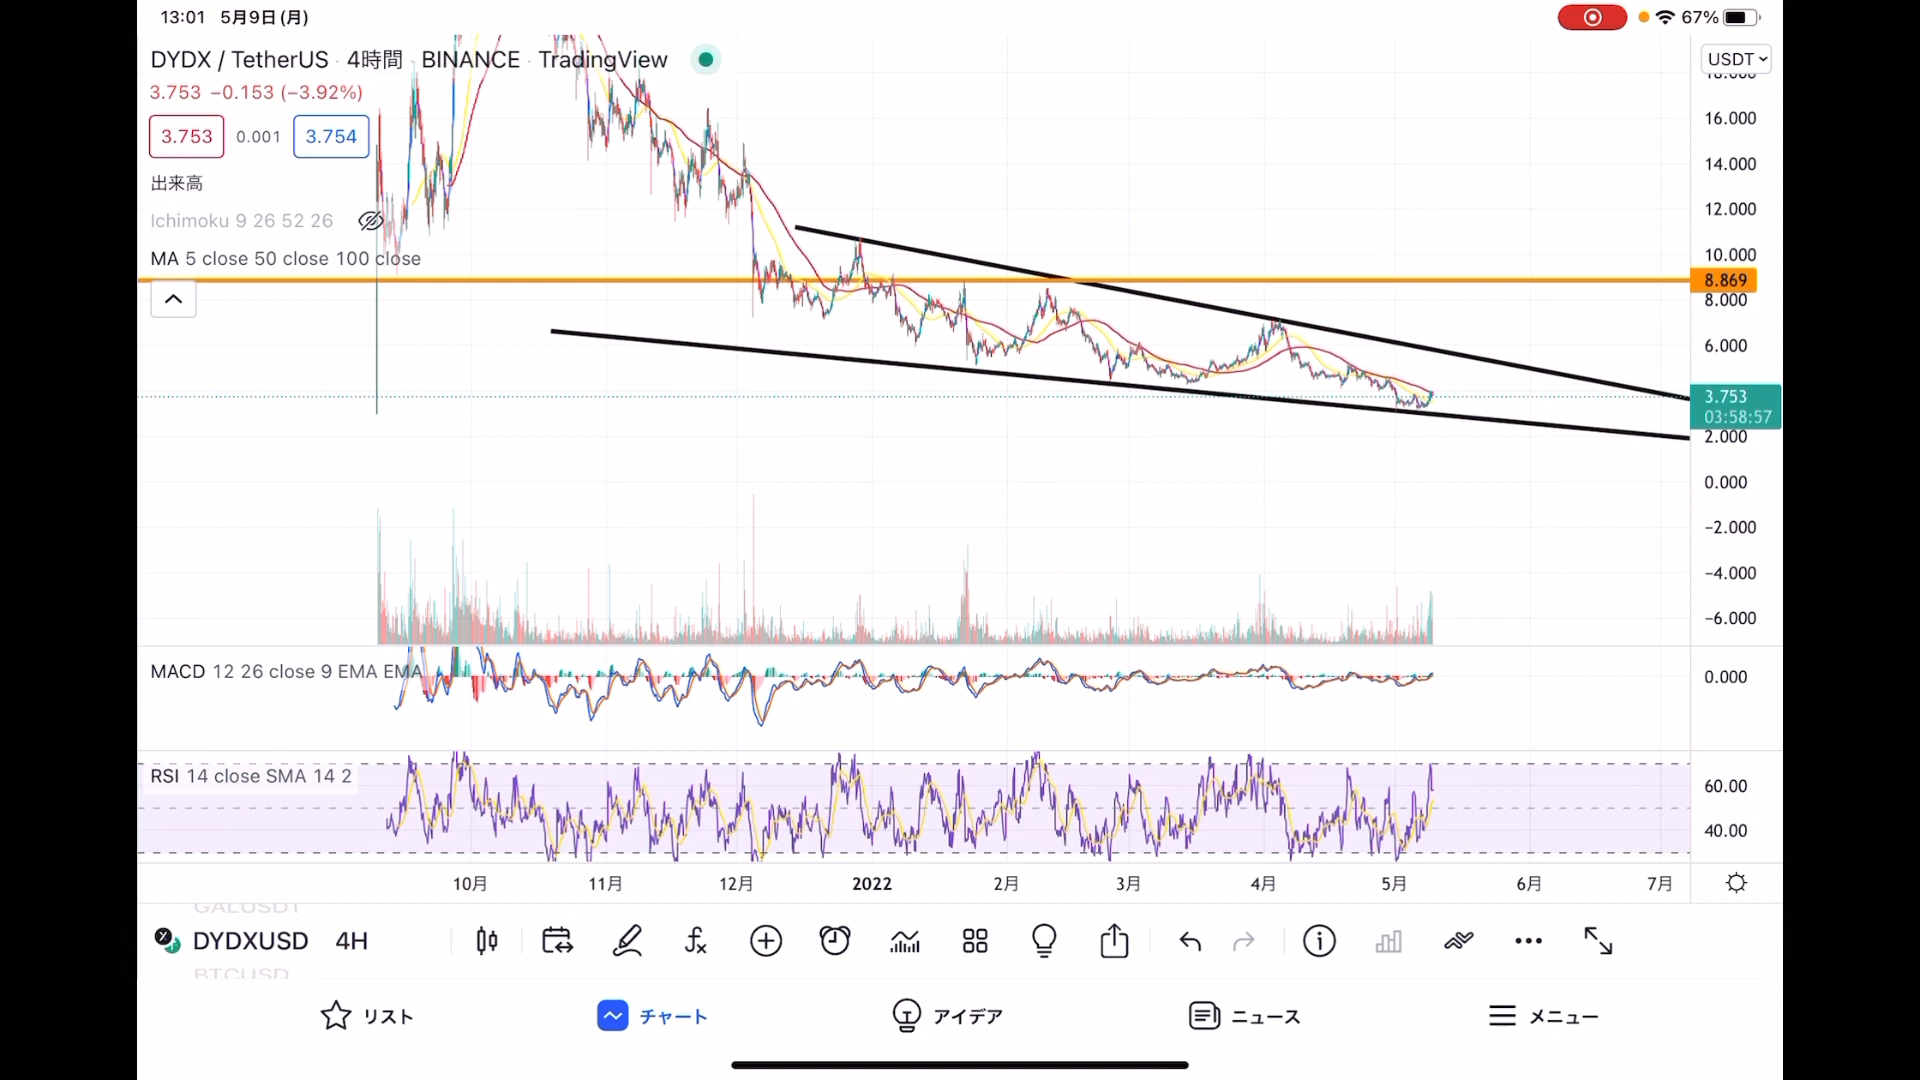 13:01 5月9日(月)
67%
DYDX / TetherUS · 4時間 · BINANCE · TradingView
USDT
18.000
3.753 −0.153 (−3.92%)
3.753 0.001 3.754
出来高
Ichimoku 9 26 52 26
MA 5 close 50 close 100 close
16.000
14.000
12.000
10.000
8.869
8.000
6.000
3.753
03:58:57
2.000
0.000
−2.000
−4.000
−6.000
MACD 12 26 close 9 EMA EMA
0.000
RSI 14 close SMA 14 2
60.00
40.00
10月 11月 12月 2022 2月 3月 4月 5月 6月 7月
GALUSDT
DYDXUSD 4H
BTCUSD
リスト チャート アイデア ニュース メニュー